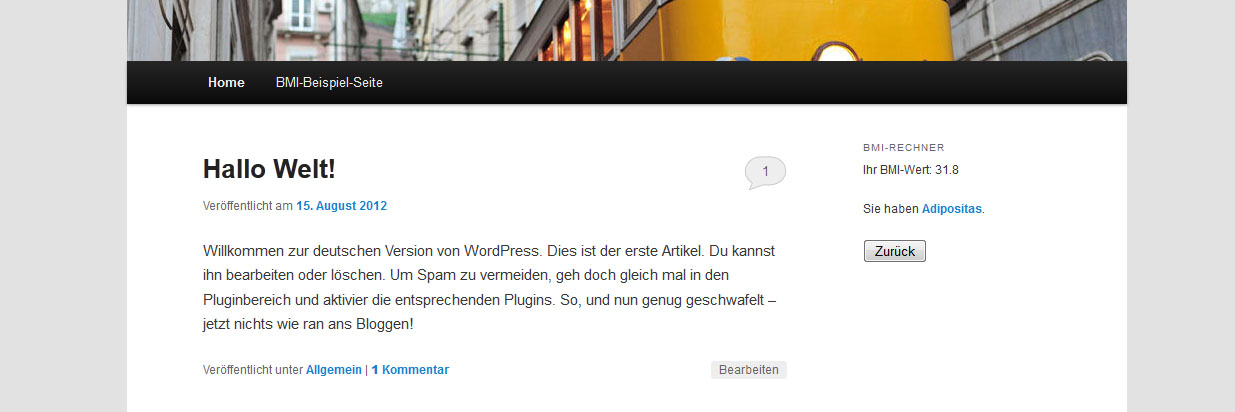 Home
BMI-Beispiel-Seite
Hallo Welt!
1
Veröffentlicht am 15. August 2012
Willkommen zur deutschen Version von WordPress. Dies ist der erste Artikel. Du kannst
ihn bearbeiten oder löschen. Um Spam zu vermeiden, geh doch gleich mal in den
Pluginbereich und aktivier die entsprechenden Plugins. So, und nun genug geschwafelt –
jetzt nichts wie ran ans Bloggen!
Veröffentlicht unter Allgemein | 1 Kommentar
Bearbeiten
BMI-RECHNER
Ihr BMI-Wert: 31.8
Sie haben Adipositas.
Zurück